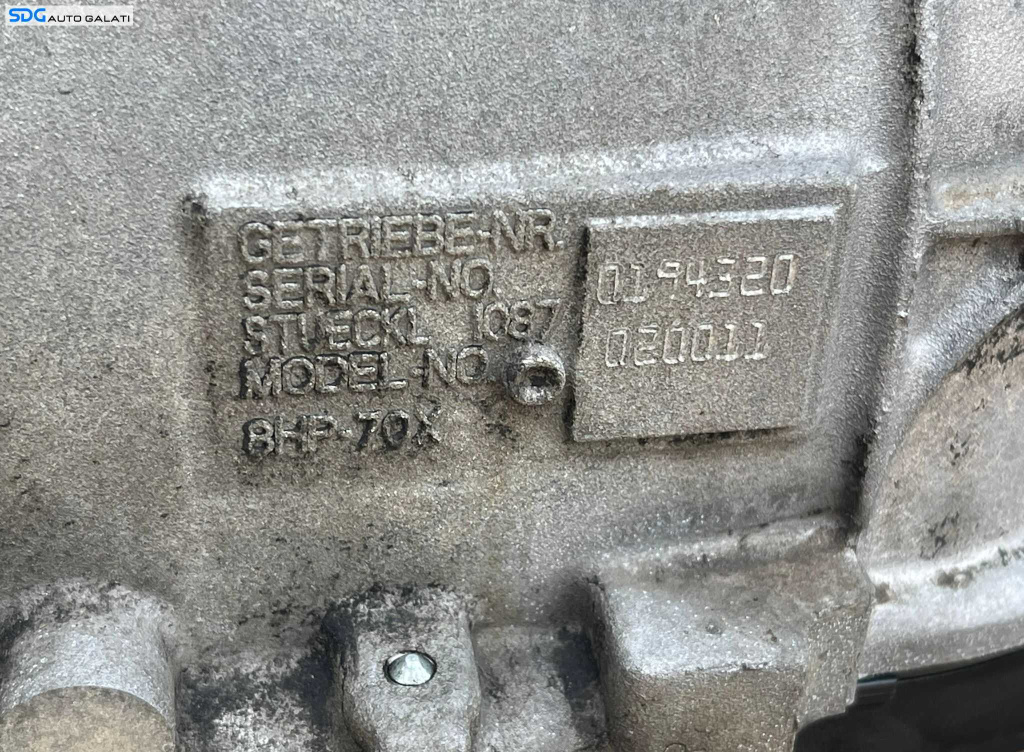 SDG AUTO GALATI
GETRIEBE-NR.
SERIAL-NO.
STUECKL 1087
MODEL-NO.
8HP-70X
0194320
020011